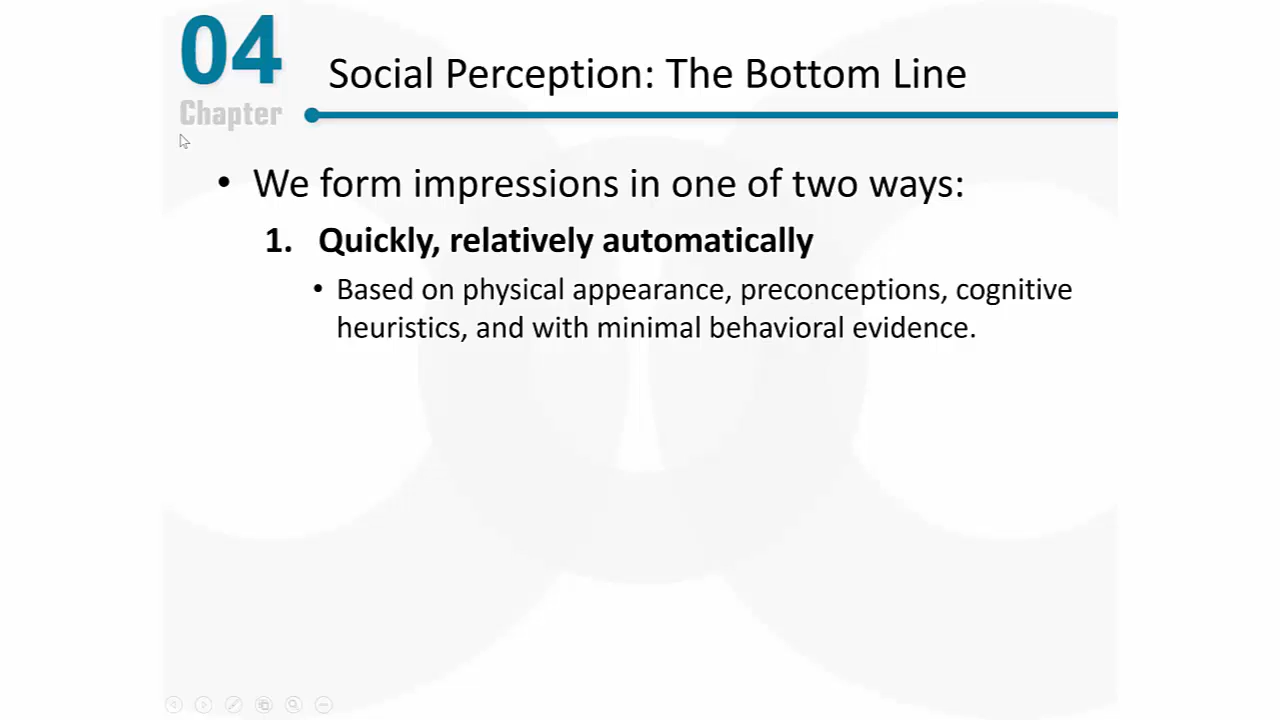 04
Chapter
Social Perception: The Bottom Line
• We form impressions in one of two ways:
1. Quickly, relatively automatically
• Based on physical appearance, preconceptions, cognitive
heuristics, and with minimal behavioral evidence.